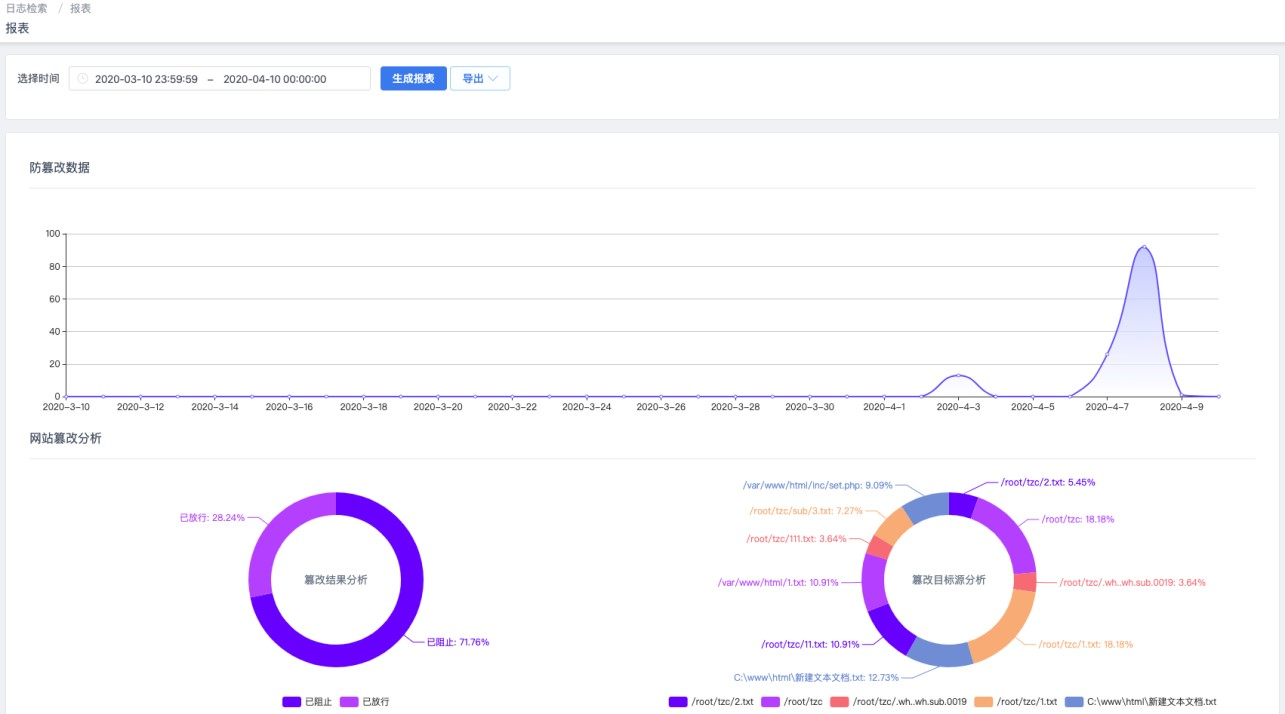 日志检索 / 报表
报表
选择时间 2020-03-10 23:59:59 – 2020-04-10 00:00:00 生成报表 导出
防篡改数据
100
80
60
40
20
0
2020-3-10 2020-3-12 2020-3-14 2020-3-16 2020-3-18 2020-3-20 2020-3-22 2020-3-24 2020-3-26 2020-3-28 2020-3-30 2020-4-1 2020-4-3 2020-4-5 2020-4-7 2020-4-9
网站篡改分析
已放行: 28.24%
篡改结果分析
已阻止: 71.76%
已阻止 已放行
/var/www/html/inc/set.php: 9.09% /root/tzc/2.txt: 5.45%
/root/tzc/sub/3.txt: 7.27% /root/tzc: 18.18%
/root/tzc/111.txt: 3.64%
篡改目标源分析
/var/www/html/1.txt: 10.91% /root/tzc/.wh..wh.sub.0019: 3.64%
/root/tzc/11.txt: 10.91% /root/tzc/1.txt: 18.18%
C:\www\html\新建文本文档.txt: 12.73%
/root/tzc/2.txt /root/tzc /root/tzc/.wh..wh.sub.0019 /root/tzc/1.txt C:\www\html\新建文本文档.txt